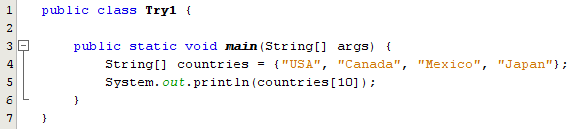 1 public class Try1 {
2
3 public static void main(String[] args) {
4 String[] countries = {"USA", "Canada", "Mexico", "Japan"};
5 System.out.println(countries[10]);
6 }
7 }